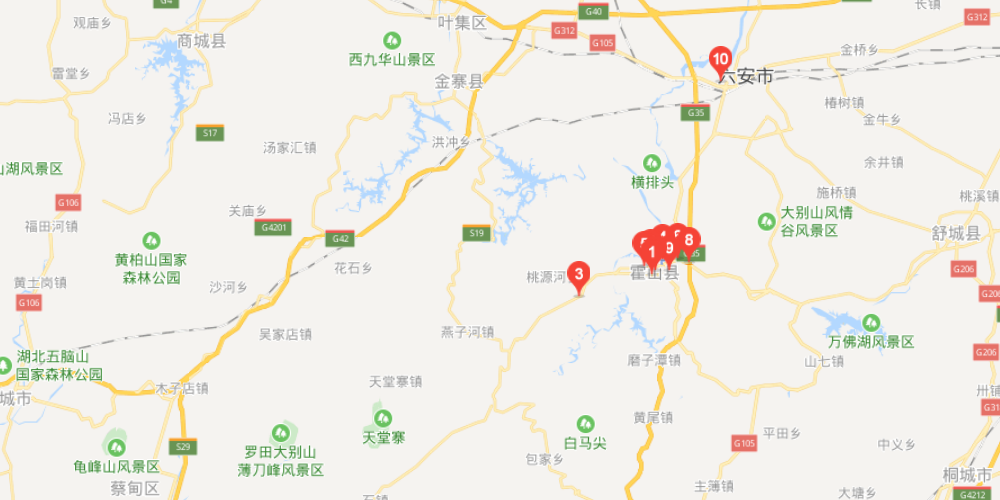 G4
观庙乡
商城县
叶集区
G40
G312
G105
长镇
G312
雷堂乡
西九华山景区
金寨县
10
六安市
金桥乡
冯店乡
S17
汤家汇镇
洪冲乡
G35
椿树镇
金牛乡
山湖风景区
横排头
余井镇
G106
福田河镇
关庙乡
G4201
G42
S19
施桥镇
桃溪镇
大别山风情
谷风景区
舒城县
黄柏山国家
森林公园
花石乡
8
1
9
霍山县
3
桃源河
G206
黄土岗镇
G106
沙河乡
G206
吴家店镇
燕子河镇
万佛湖风景区
G206
湖北五脑山
国家森林公园
磨子潭镇
山七镇
木子店镇
天堂寨镇
城市
卅铺
G31
黄尾镇
天堂寨
白马尖
平田乡
G105
中义乡
S29
龟峰山风景区
罗田大别山
薄刀峰风景区
包家乡
桐城市
蔡甸区
石镇
主薄镇
大塘乡
G4212